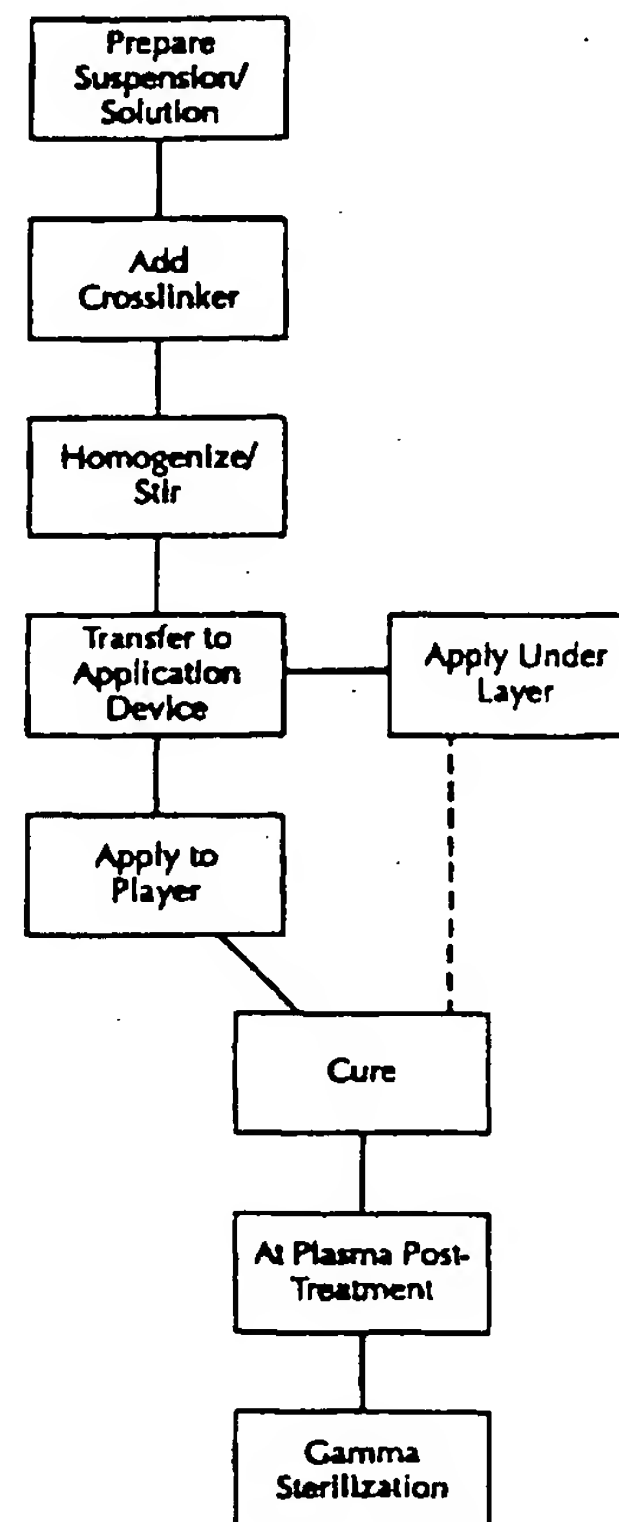 Prepare
Suspension/
Solution
Add
Crosslinker
Homogenize/
Stir
Transfer to
Application
Device
Apply Under
Layer
Apply to
Player
Cure
At Plasma Post-
Treatment
Gamma
Sterilization